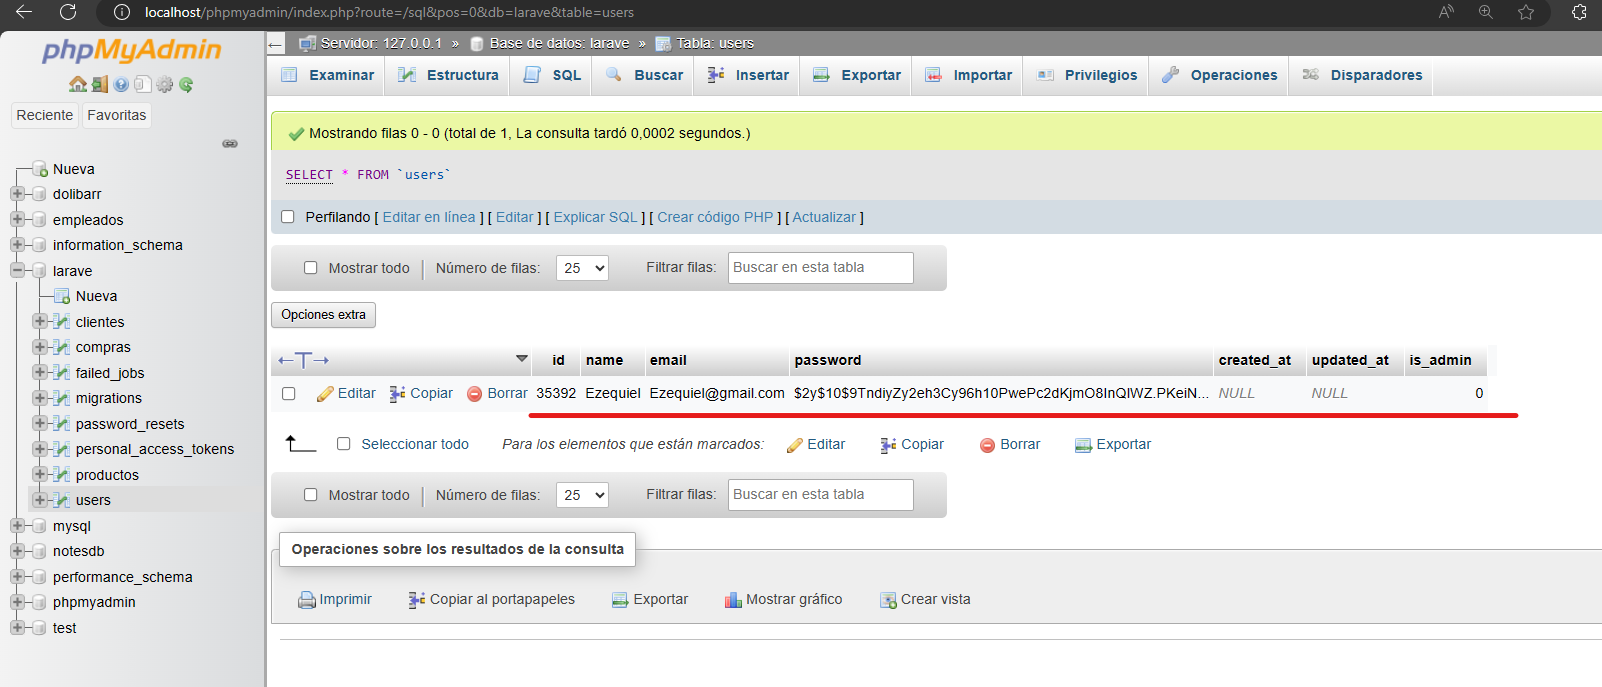 localhost/phpmyadmin/index.php?route=/sql&pos=0&db=larave&table=users
phpMyAdmin
Reciente Favoritas
Nueva
dolibarr
empleados
information_schema
larave
Nueva
clientes
compras
failed_jobs
migrations
password_resets
personal_access_tokens
productos
users
mysql
notesdb
performance_schema
phpmyadmin
test
Servidor: 127.0.0.1 » Base de datos: larave » Tabla: users
Examinar Estructura SQL Buscar Insertar Exportar Importar Privilegios Operaciones Disparadores
Mostrando filas 0 - 0 (total de 1, La consulta tardó 0,0002 segundos.)
SELECT * FROM `users`
Perfilando [ Editar en línea ] [ Editar ] [ Explicar SQL ] [ Crear código PHP ] [ Actualizar ]
Mostrar todo | Número de filas: 25 Filtrar filas: Buscar en esta tabla
Opciones extra
←T→ id name email password created_at updated_at is_admin
Editar Copiar Borrar 35392 Ezequiel Ezequiel@gmail.com $2y$10$9TndiyZy2eh3Cy96h10PwePc2dKjmO8InQIWZ.PKeiN... NULL NULL 0
Seleccionar todo Para los elementos que están marcados: Editar Copiar Borrar Exportar
Mostrar todo | Número de filas: 25 Filtrar filas: Buscar en esta tabla
Operaciones sobre los resultados de la consulta
Imprimir Copiar al portapapeles Exportar Mostrar gráfico Crear vista